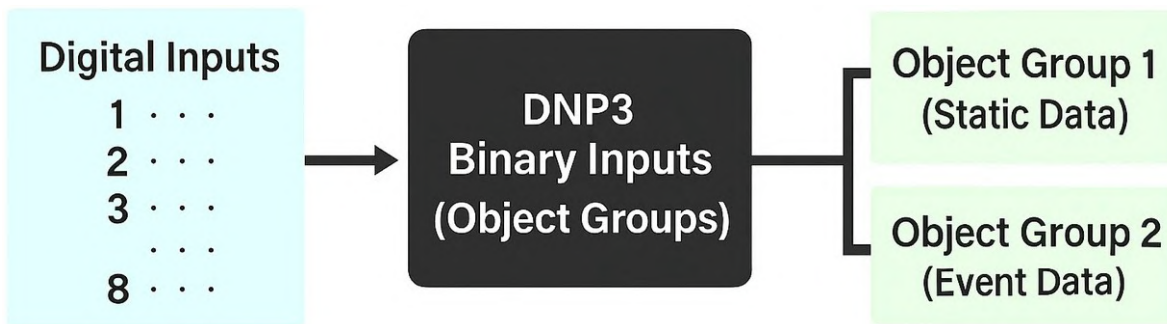 Digital Inputs
1 . . .
2 . . .
3 . . .
. . .
8 . . .
DNP3
Binary Inputs
(Object Groups)
Object Group 1
(Static Data)
Object Group 2
(Event Data)